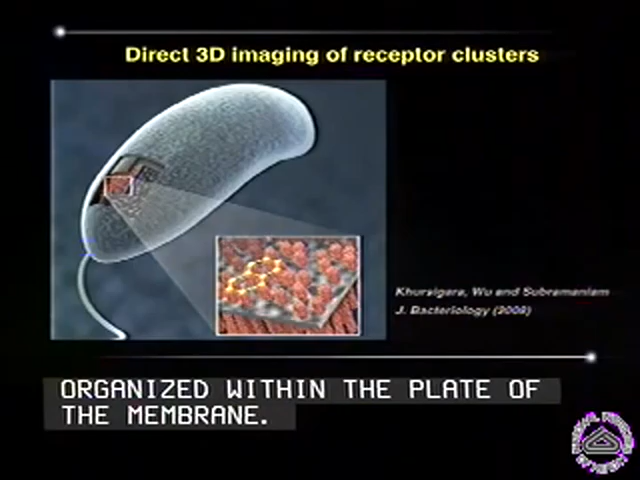 Direct 3D imaging of receptor clusters
Khursigara, Wu and Subramaniam
J. Bacteriology (2008)
ORGANIZED WITHIN THE PLATE OF
THE MEMBRANE.